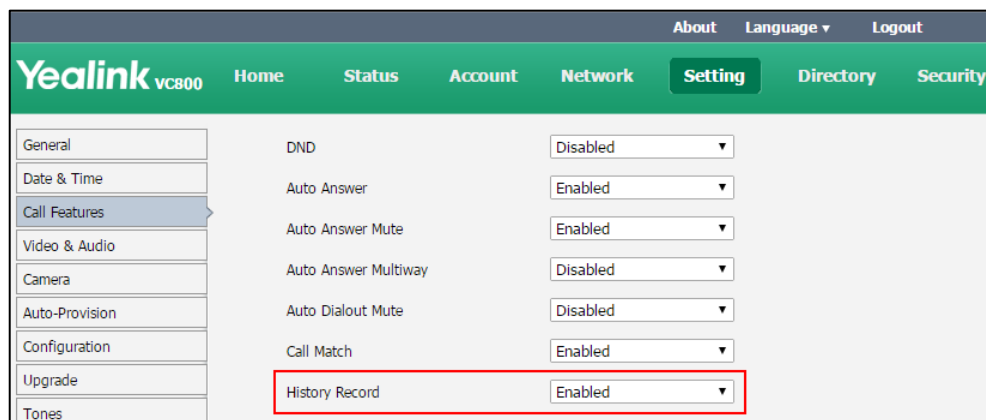 About Language ▾ Logout
Yealink VC800 Home Status Account Network Setting Directory Security
General
Date & Time
Call Features
Video & Audio
Camera
Auto-Provision
Configuration
Upgrade
Tones
DND Disabled
Auto Answer Enabled
Auto Answer Mute Enabled
Auto Answer Multiway Disabled
Auto Dialout Mute Disabled
Call Match Enabled
History Record Enabled